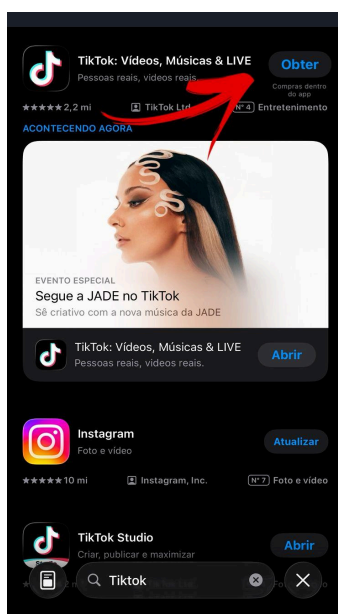 TikTok: Vídeos, Músicas & LIVE
Obter
Pessoas reais, videos reais.
Compras dentro do app
★★★★★ 2,2 mi
TikTok Ltd
Nº 4 Entretenimento
ACONTECENDO AGORA
EVENTO ESPECIAL
Segue a JADE no TikTok
Sê criativo com a nova música da JADE
TikTok: Vídeos, Músicas & LIVE
Pessoas reais, videos reais.
Abrir
Instagram
Foto e vídeo
Atualizar
★★★★★ 10 mi
Instagram, Inc.
Nº 7 Foto e vídeo
TikTok Studio
Criar, publicar e maximizar
Abrir
Tiktok